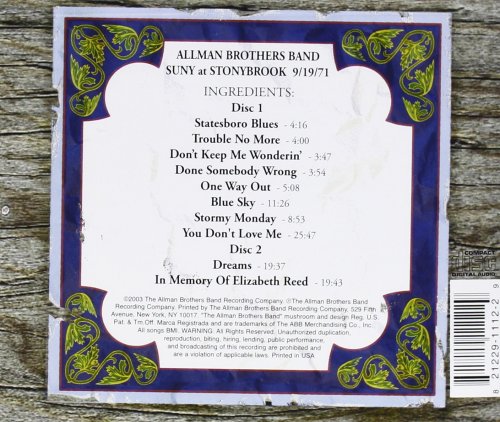 ALLMAN BROTHERS BAND
SUNY at STONYBROOK 9/19/71
INGREDIENTS:
Disc 1
Statesboro Blues - 4:16
Trouble No More - 4:00
Don't Keep Me Wonderin' - 3:47
Done Somebody Wrong - 3:54
One Way Out - 5:08
Blue Sky - 11:26
Stormy Monday - 8:53
You Don't Love Me - 25:47
Disc 2
Dreams - 19:37
In Memory Of Elizabeth Reed - 19:43
©2003 The Allman Brothers Band Recording Company. ℗The Allman Brothers Band
Recording Company. Printed by The Allman Brothers Band Recording Company, 529 Fifth
Avenue, New York, NY 10017. "The Allman Brothers Band" mushroom and design Reg. U.S.
Pat. & Tm.Off. Marca Registrada and are trademarks of The ABB Merchandising Co., Inc.
All songs BMI. WARNING. All Rights Reserved. Unauthorized duplication,
reproduction, biting, hiring, lending, public performance,
and broadcasting of this recording are prohibited and
are a violation of applicable laws. Printed in USA
COMPACT
disc
DIGITAL AUDIO
8 21229-1112-2 9